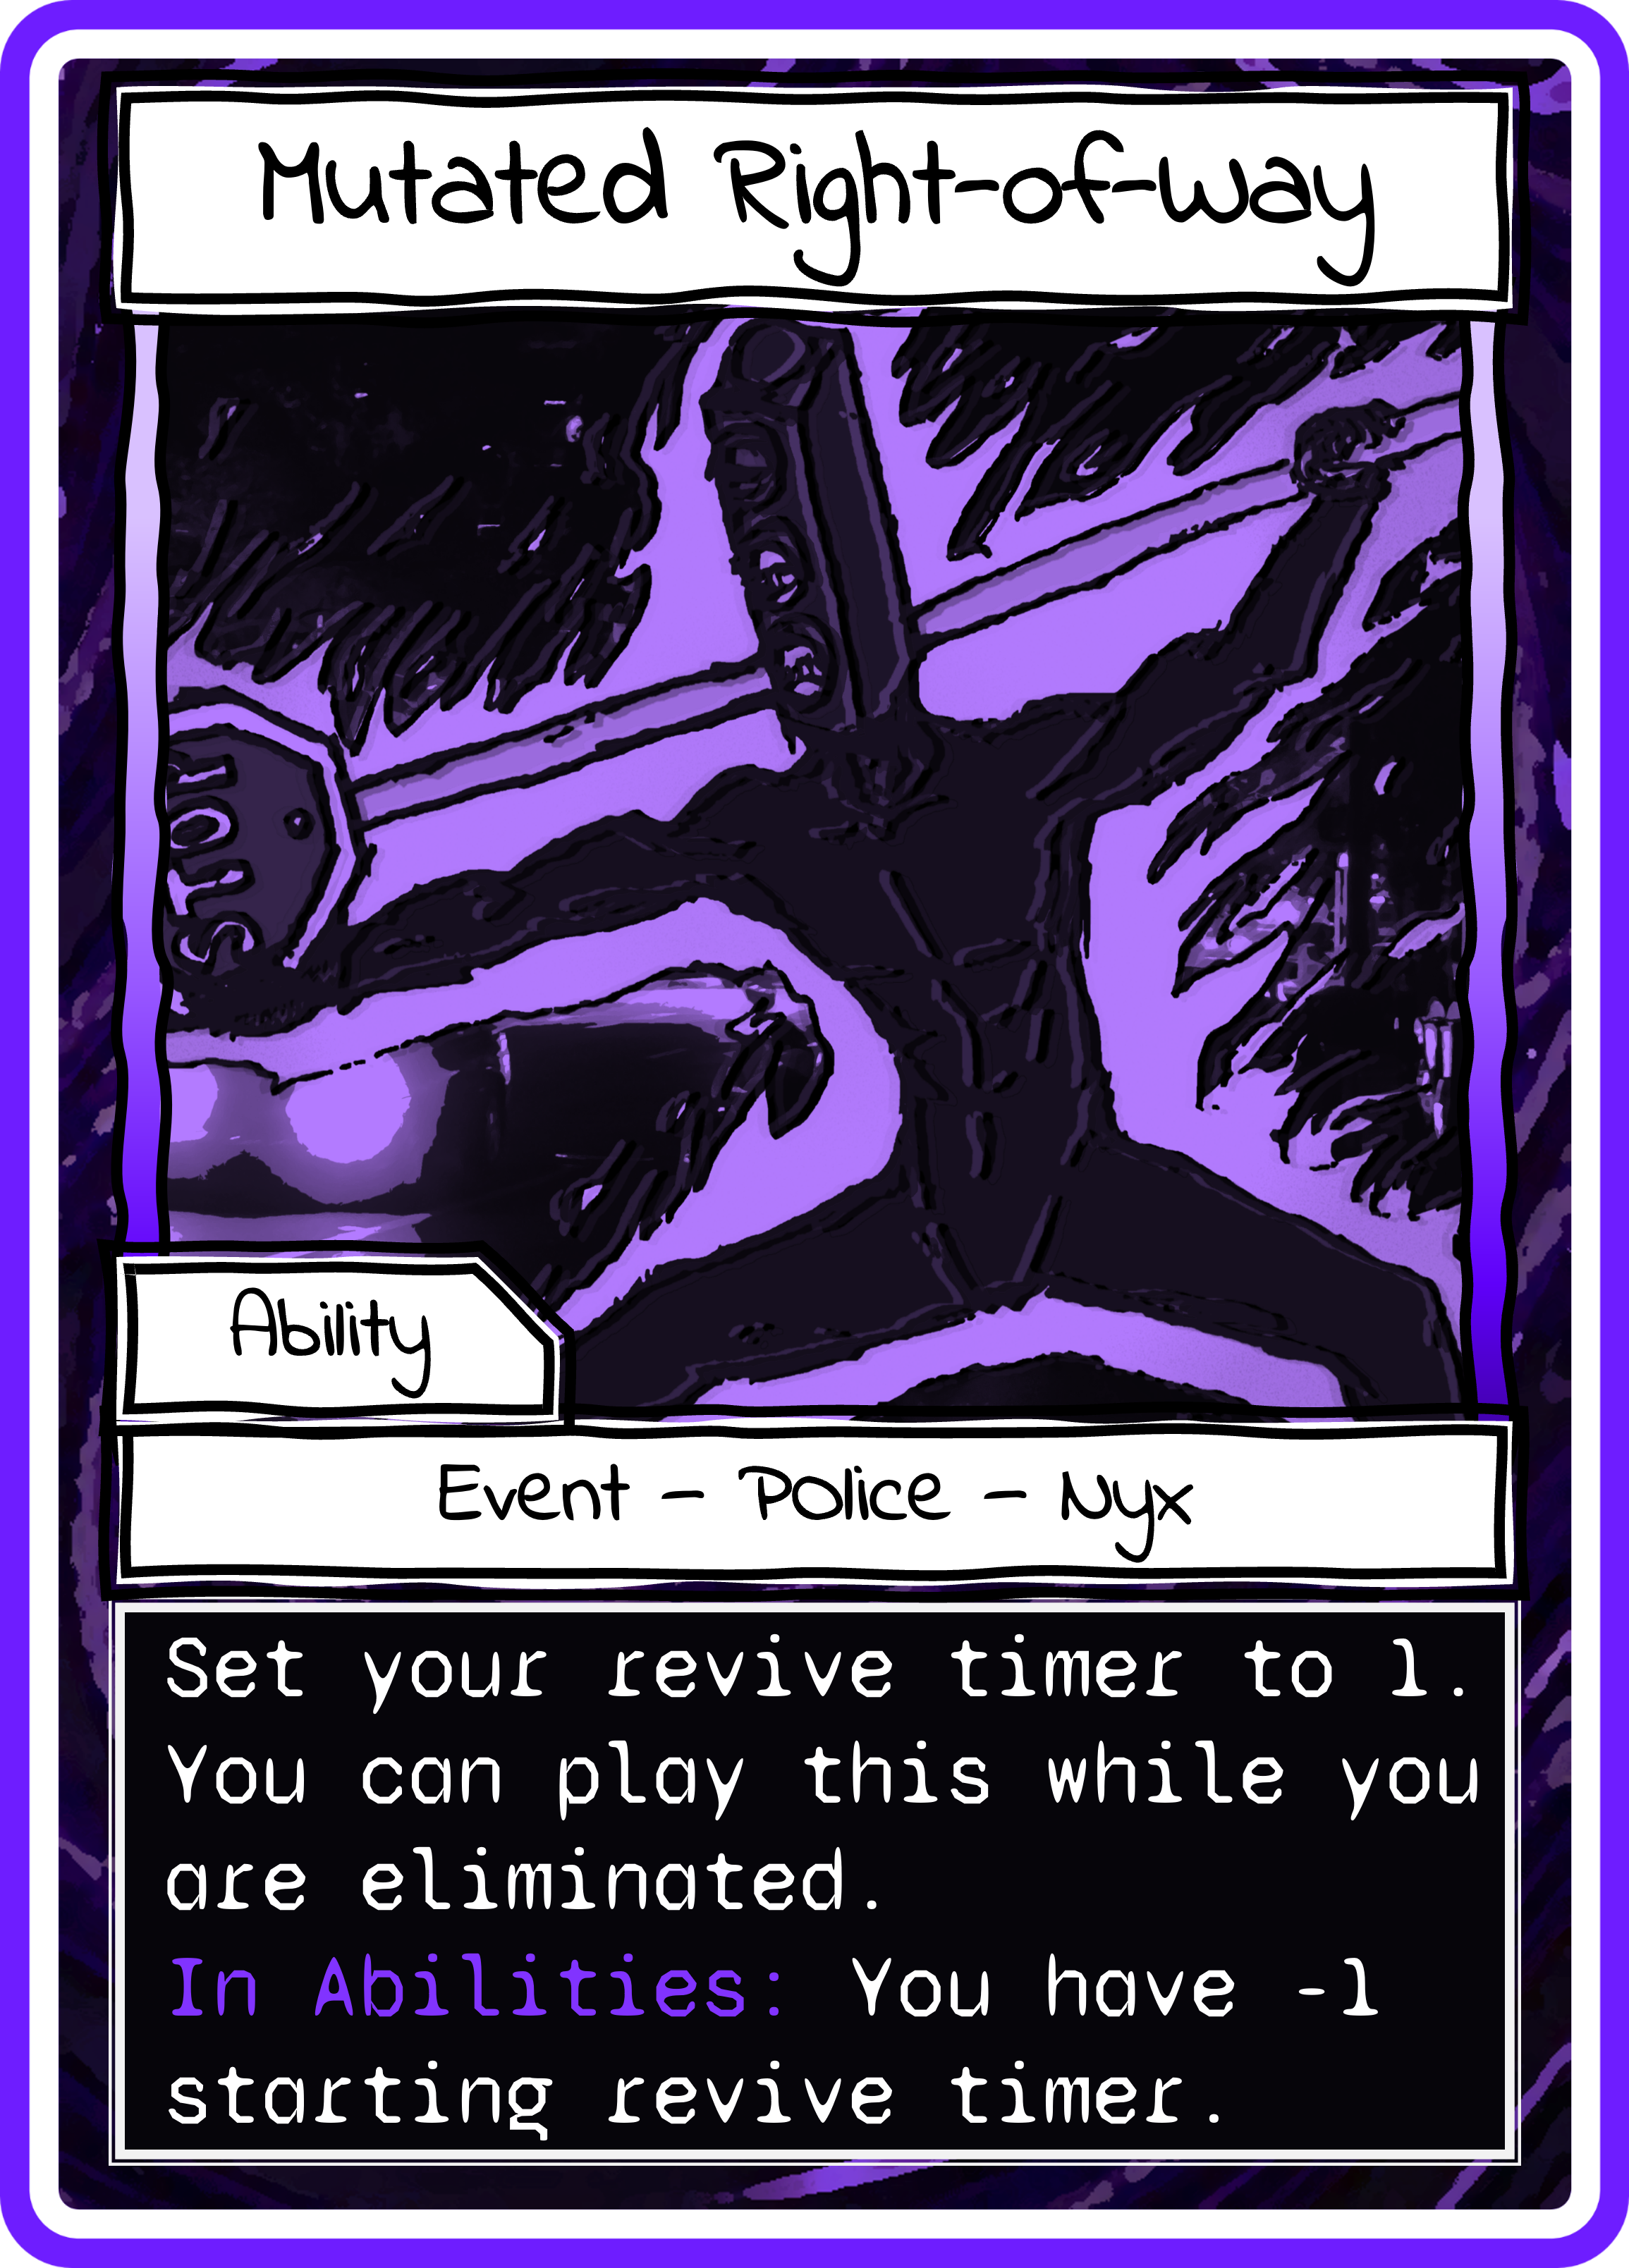 Mutated Right-of-way
STOP
Ability
Event - Police - Nyx
Set your revive timer to 1.
You can play this while you
are eliminated.
In Abilities: You have -1
starting revive timer.